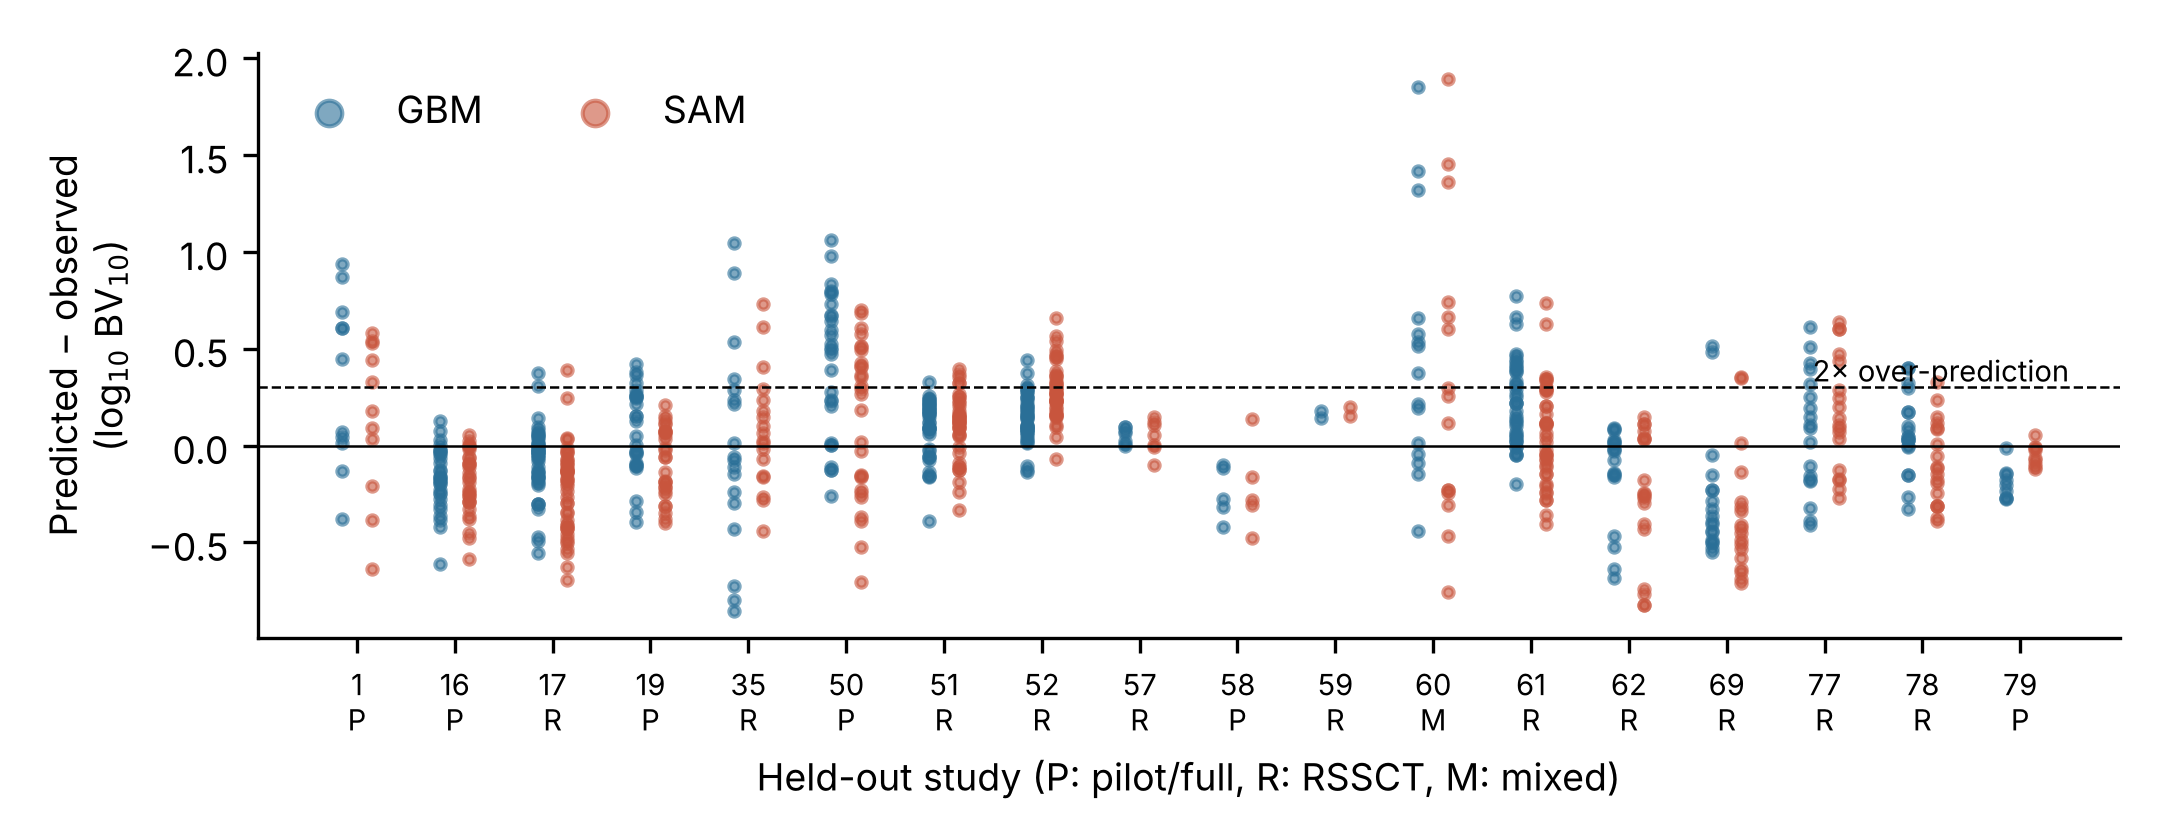 2.0
1.5
1.0
0.5
0.0
−0.5
Predicted − observed
(log₁₀ BV₁₀)
GBM SAM
2× over-prediction
1 16 17 19 35 50 51 52 57 58 59 60 61 62 69 77 78 79
P P R P R P R R R P R M R R R R R P
Held-out study (P: pilot/full, R: RSSCT, M: mixed)